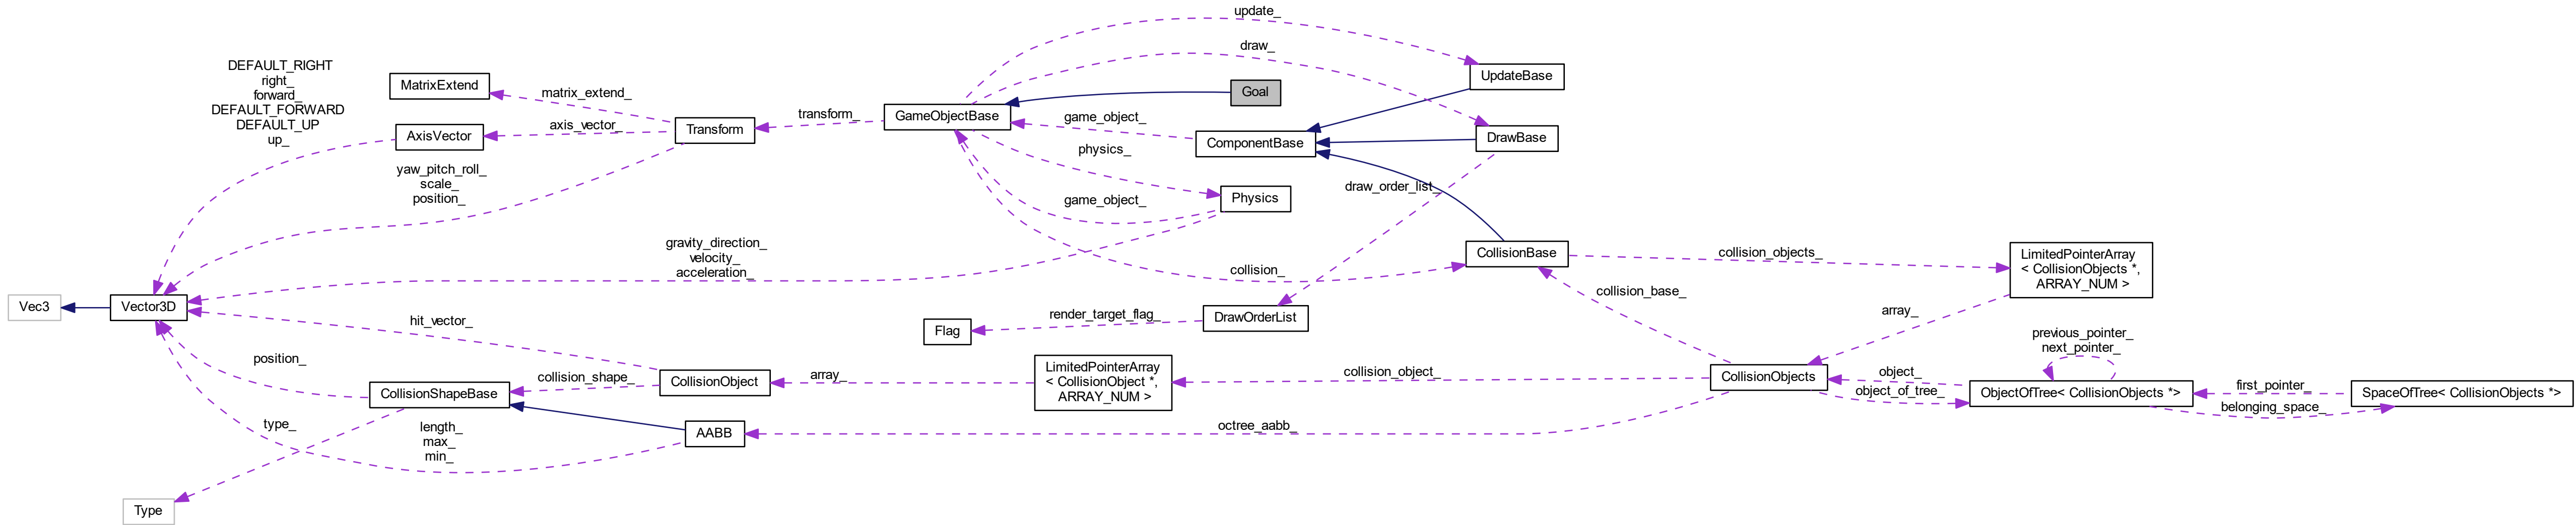 update_
draw_
UpdateBase
DEFAULT_RIGHT
right_
forward_
DEFAULT_FORWARD
DEFAULT_UP
up_
MatrixExtend
matrix_extend_
Goal
AxisVector
axis_vector_
Transform
transform_
GameObjectBase
game_object_
ComponentBase
DrawBase
physics_
yaw_pitch_roll_
scale_
position_
draw_order_list_
game_object_
Physics
gravity_direction_
velocity_
acceleration_
collision_
CollisionBase
collision_objects_
LimitedPointerArray
< CollisionObjects *,
ARRAY_NUM >
Vec3
Vector3D
collision_base_
array_
hit_vector_
Flag
render_target_flag_
DrawOrderList
previous_pointer_
next_pointer_
position_
CollisionShapeBase
collision_shape_
CollisionObject
array_
LimitedPointerArray
< CollisionObject *,
ARRAY_NUM >
collision_object_
CollisionObjects
object_
object_of_tree_
ObjectOfTree< CollisionObjects *>
first_pointer_
belonging_space_
SpaceOfTree< CollisionObjects *>
type_
length_
max_
min_
AABB
octree_aabb_
Type